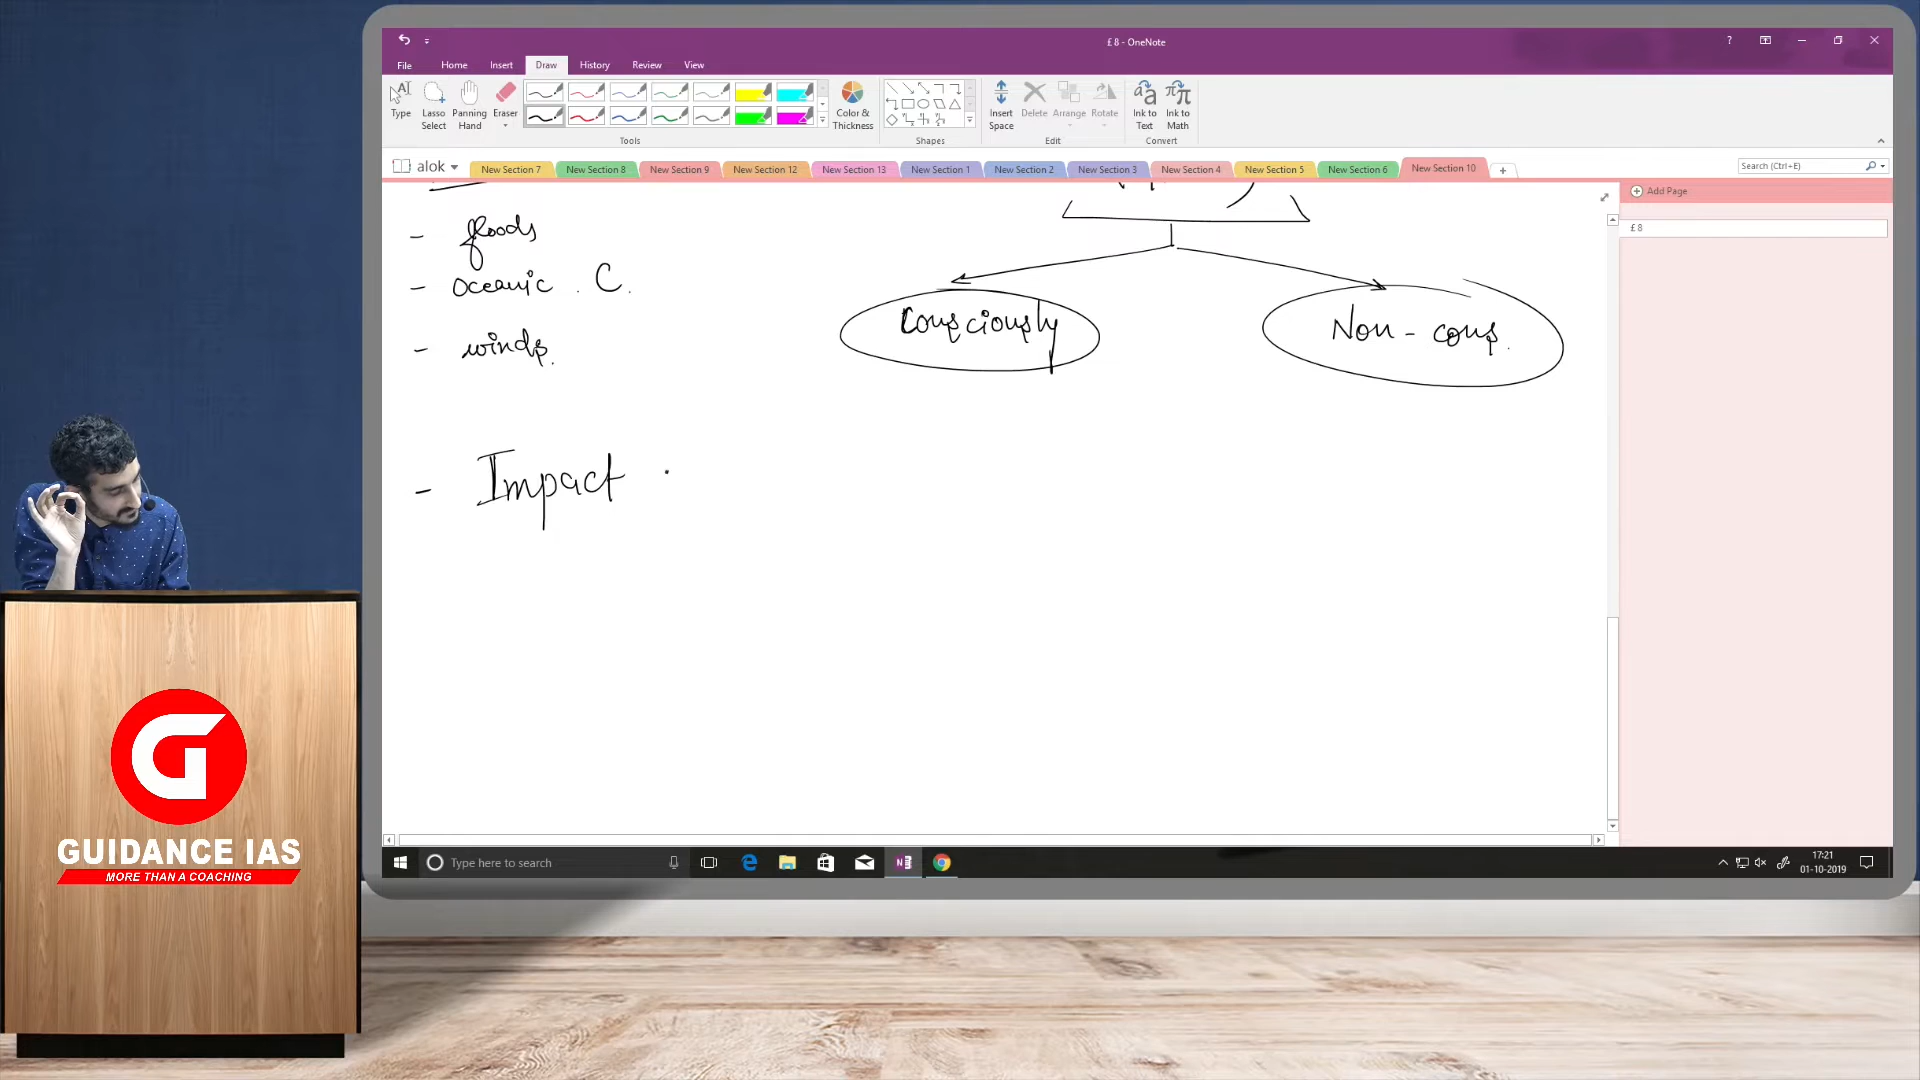 £ 8 - OneNote
?
File Home Insert Draw History Review View
Type
Lasso Select
Panning Hand
Eraser
Color & Thickness
Insert Space
Delete
Arrange
Rotate
Ink to Text
Ink to Math
Tools
Shapes
Edit
Convert
alok
New Section 7
New Section 8
New Section 9
New Section 12
New Section 13
New Section 1
New Section 2
New Section 3
New Section 4
New Section 5
New Section 6
New Section 10
Search (Ctrl+E)
Add Page
£ 8
- floods
- oceanic . C.
- winds.
Consciously
Non - cons.
- Impact
Type here to search
17:21
01-10-2019
G
GUIDANCE IAS
MORE THAN A COACHING